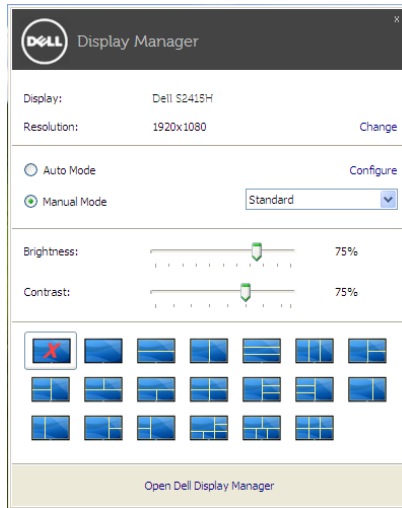 x
DELL Display Manager
Display: Dell S2415H
Resolution: 1920x1080 Change
Auto Mode Configure
Manual Mode Standard
Brightness: 75%
Contrast: 75%
X
Open Dell Display Manager